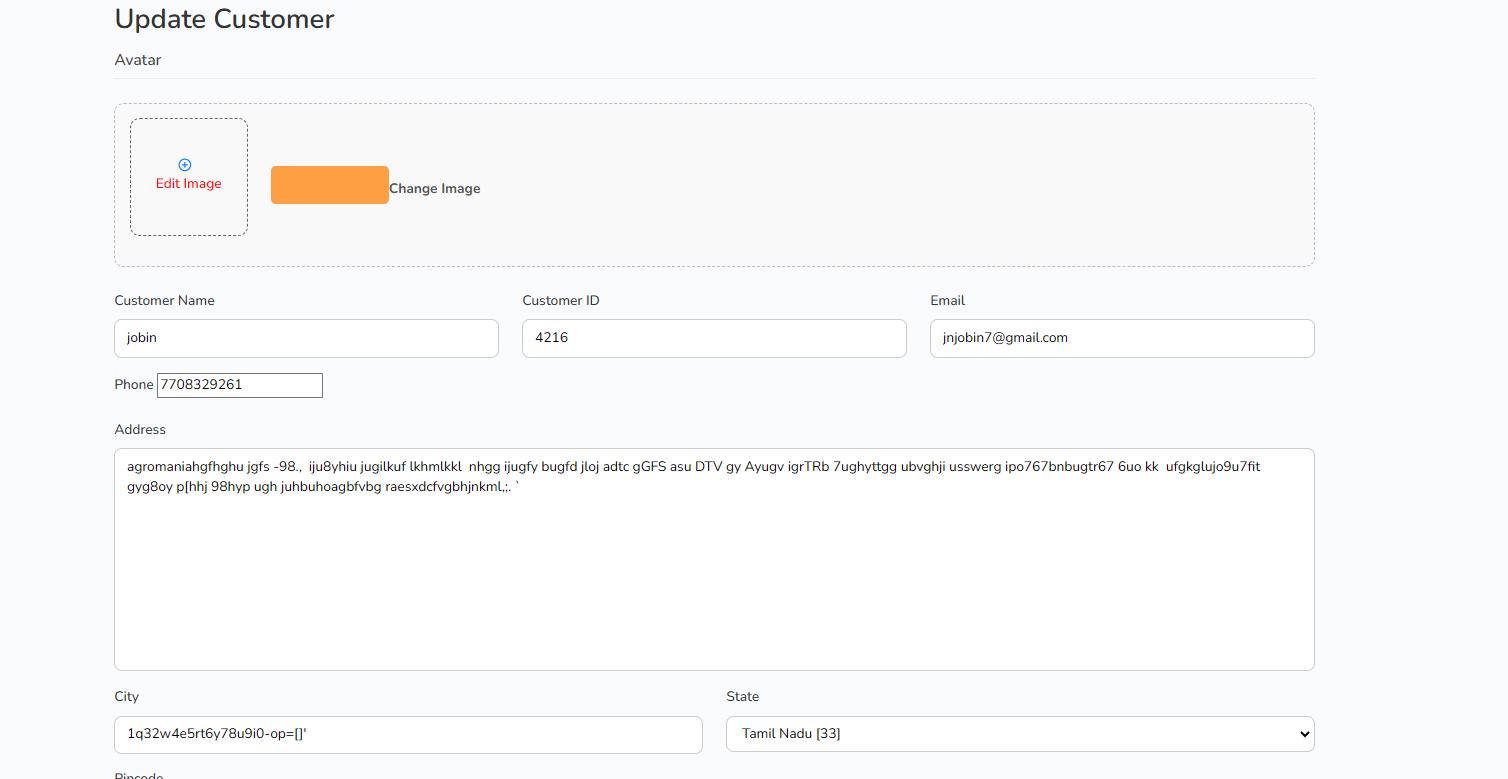 Update Customer
Avatar
Edit Image
Change Image
Customer Name
Customer ID
Email
jobin
4216
jnjobin7@gmail.com
Phone 7708329261
Address
agromaniahgfhghu jgfs -98.,  iju8yhiu jugilkuf lkhmlkkl  nhgg ijugfy bugfd jloj adtc gGFS asu DTV gy Ayugv igrTRb 7ughyttgg ubvghji usswerg ipo767bnbugtr67 6uo kk  ufgkglujo9u7fit
gyg8oy p[hhj 98hyp ugh juhbuhoagbfvbg raesxdcfvgbhjnkml,;. `
City
State
1q32w4e5rt6y78u9i0-op=[]'
Tamil Nadu [33]
Pincode